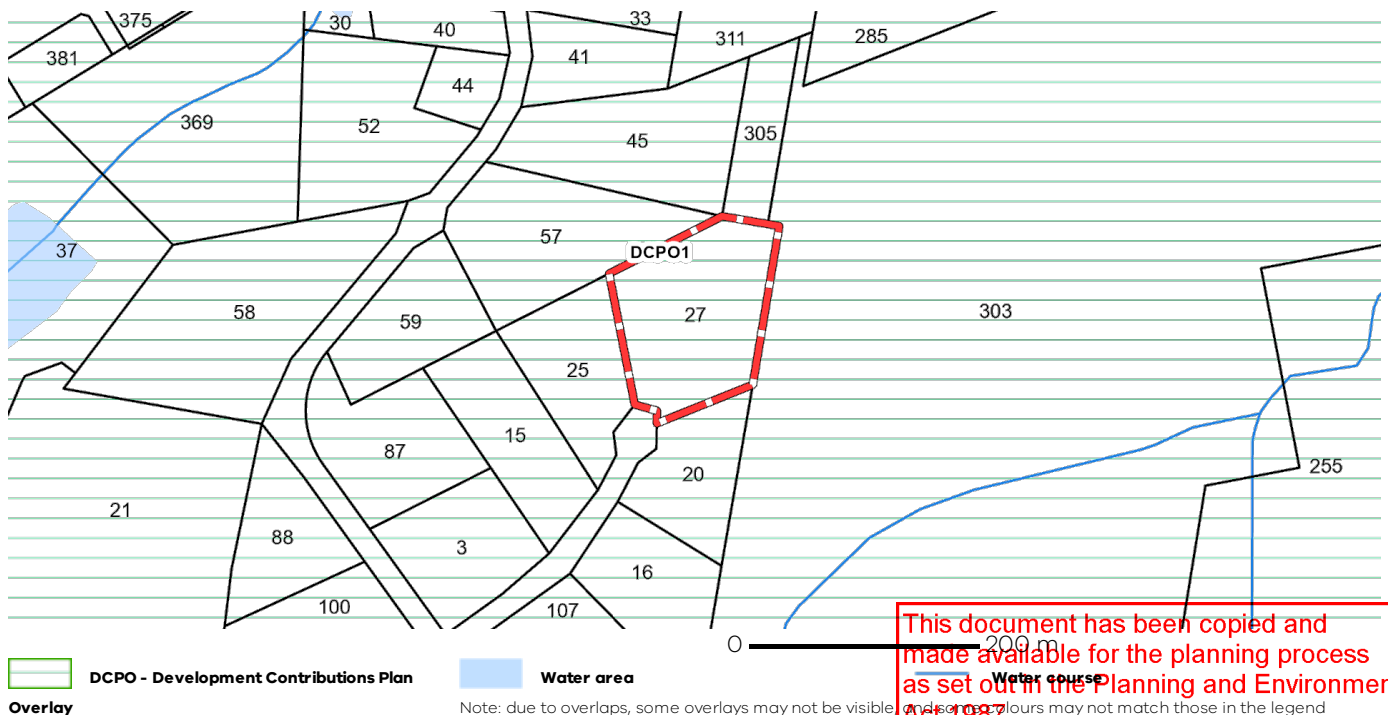 375
30
40
33
311
285
381
41
44
369
52
45
305
37
57
DCPO1
58
59
27
303
25
87
15
20
255
21
88
3
16
100
107
0 200 m
This document has been copied and
made available for the planning process
as set out in the Planning and Environmen
Act 1987
DCPO - Development Contributions Plan
Overlay
Water area
Water course
Note: due to overlaps, some overlays may not be visible, and some colours may not match those in the legend